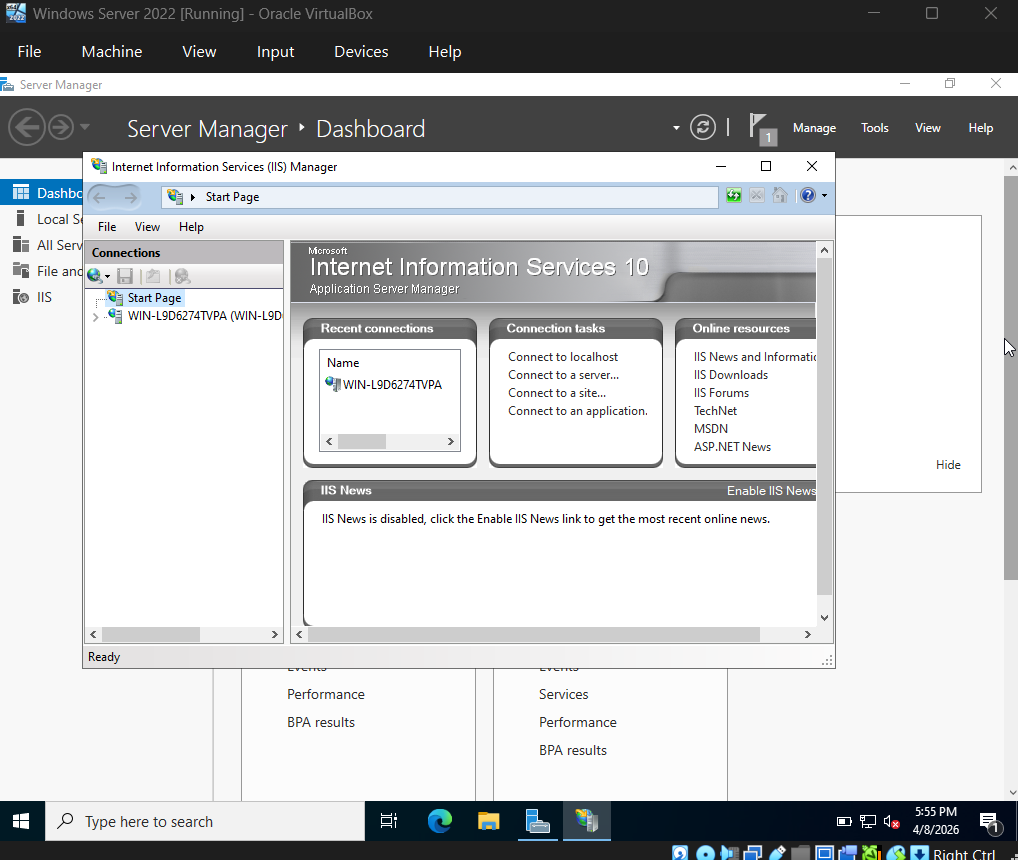 Windows Server 2022 [Running] - Oracle VirtualBox
File Machine View Input Devices Help
Server Manager
Server Manager Dashboard
1 Manage Tools View Help
Internet Information Services (IIS) Manager
Start Page
File View Help
Dashbo
Local Se
All Serv
File and
IIS
Connections
Start Page
WIN-L9D6274TVPA (WIN-L9D
Microsoft
Internet Information Services 10
Application Server Manager
Recent connections
Name
WIN-L9D6274TVPA
Connection tasks
Connect to localhost
Connect to a server...
Connect to a site...
Connect to an application.
Online resources
IIS News and Informatio
IIS Downloads
IIS Forums
TechNet
MSDN
ASP.NET News
IIS News Enable IIS News
IIS News is disabled, click the Enable IIS News link to get the most recent online news.
Hide
Ready
Events
Performance
BPA results
Events
Services
Performance
BPA results
Type here to search
5:55 PM
4/8/2026
1
Right Ctrl